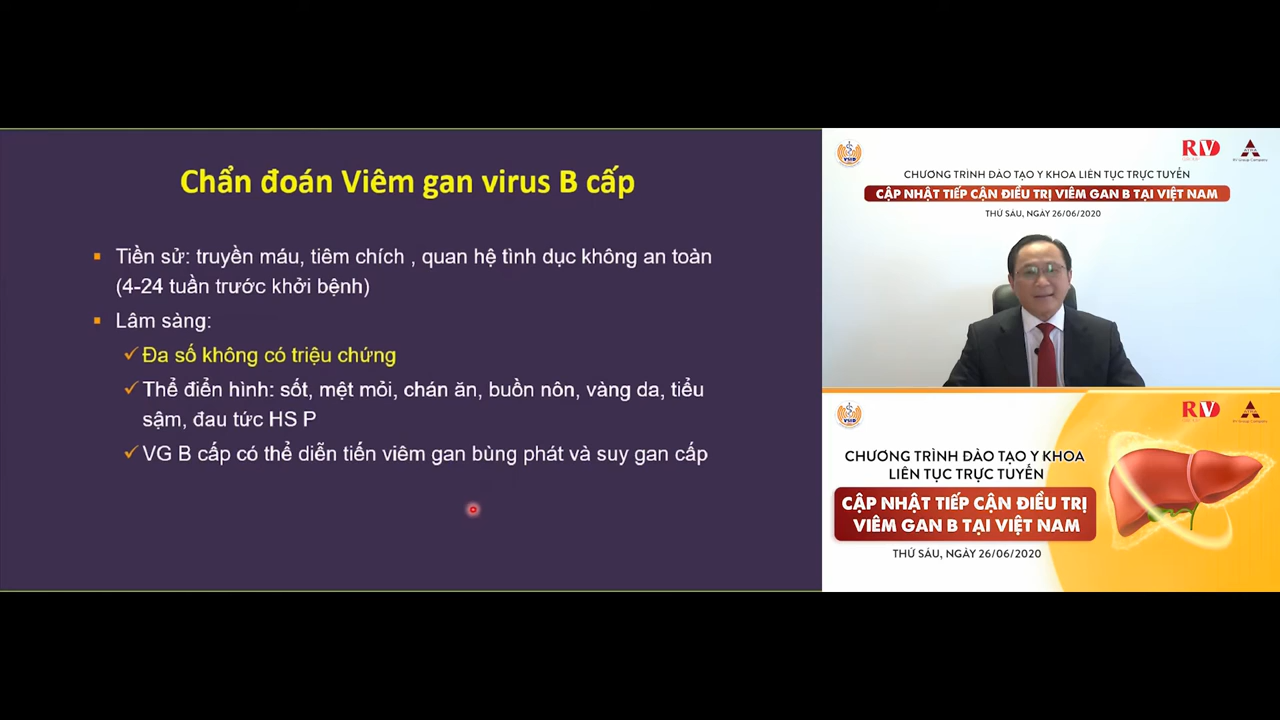 Chẩn đoán Viêm gan virus B cấp
Tiền sử: truyền máu, tiêm chích , quan hệ tình dục không an toàn
(4-24 tuần trước khởi bệnh)
Lâm sàng:
Đa số không có triệu chứng
Thể điển hình: sốt, mệt mỏi, chán ăn, buồn nôn, vàng da, tiểu
sậm, đau tức HS P
VG B cấp có thể diễn tiến viêm gan bùng phát và suy gan cấp
VSID
RV
CHƯƠNG TRÌNH ĐÀO TẠO Y KHOA LIÊN TỤC TRỰC TUYẾN
CẬP NHẬT TIẾP CẬN ĐIỀU TRỊ VIÊM GAN B TẠI VIỆT NAM
THỨ SÁU, NGÀY 26/06/2020
VSID
RV
CHƯƠNG TRÌNH ĐÀO TẠO Y KHOA
LIÊN TỤC TRỰC TUYẾN
CẬP NHẬT TIẾP CẬN ĐIỀU TRỊ
VIÊM GAN B TẠI VIỆT NAM
THỨ SÁU, NGÀY 26/06/2020